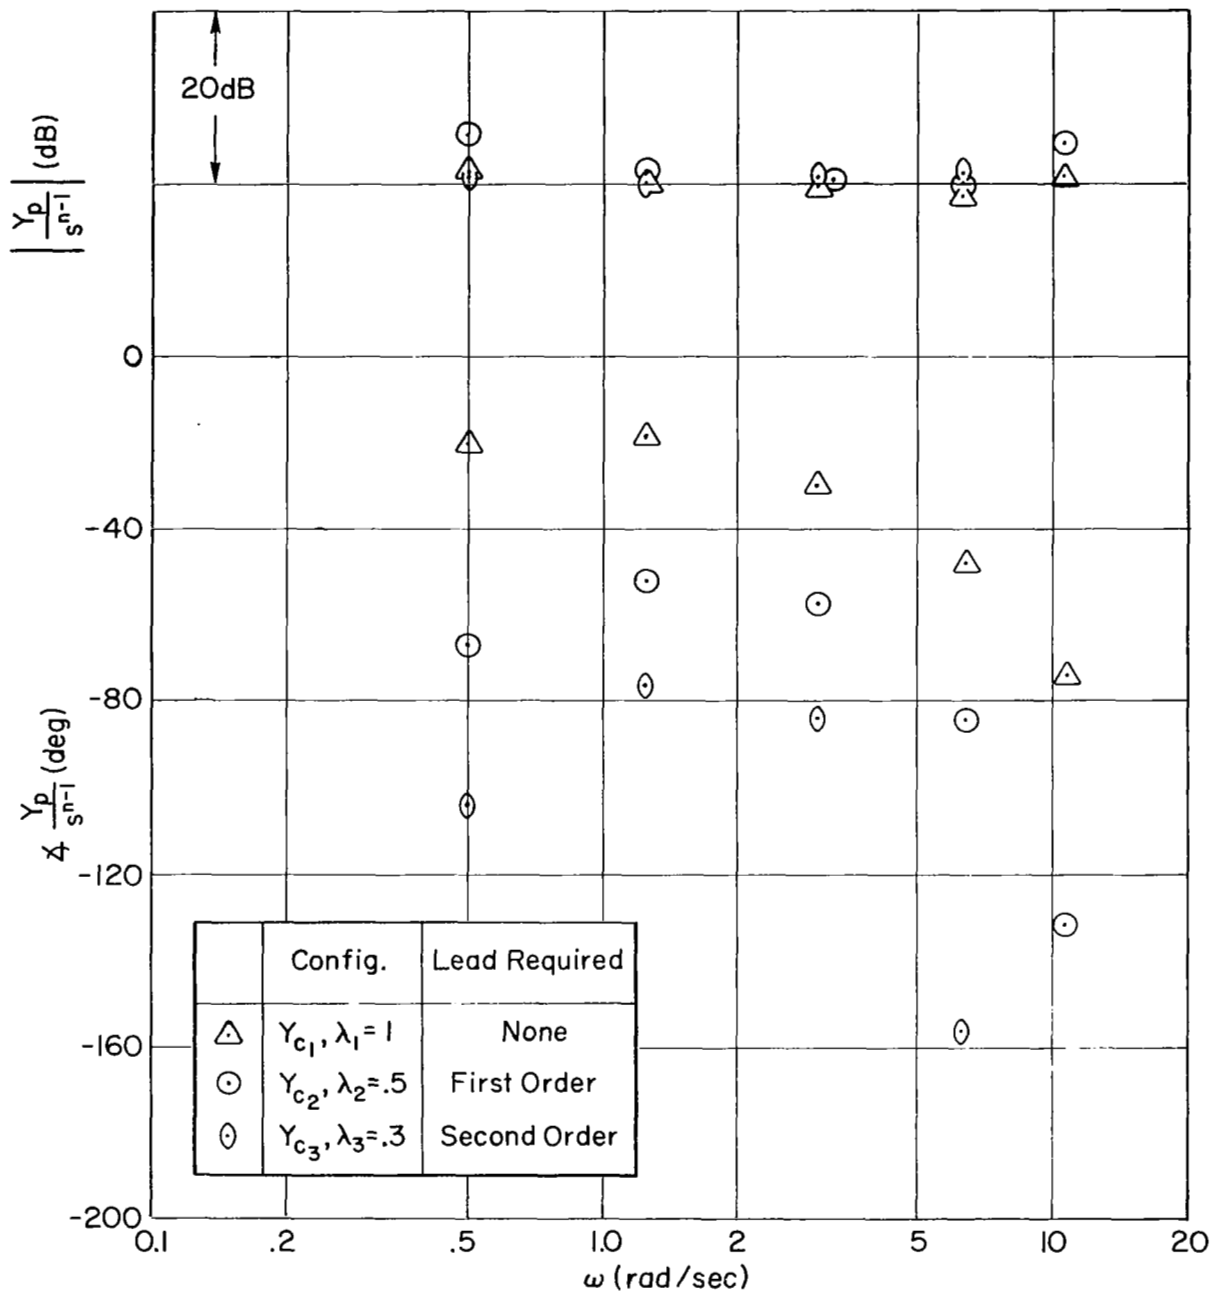 20dB
|Yp/s^n-1| (dB)
0
-40
-80
∡ Yp/s^n-1 (deg)
-120
-160
-200
Config. Lead Required
Yc1, λ1=1 None
Yc2, λ2=.5 First Order
Yc3, λ3=.3 Second Order
0.1 .2 .5 1.0 2 5 10 20
ω (rad/sec)